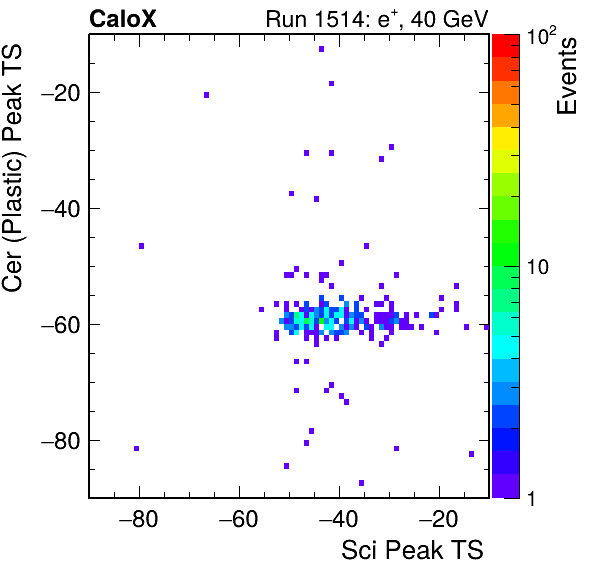 CaloX Run 1514: e⁺, 40 GeV
Cer (Plastic) Peak TS
−20
−40
−60
−80
−80 −60 −40 −20
Sci Peak TS
10²
10
1
Events